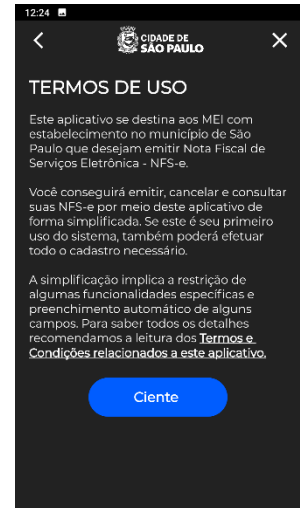 12:24
CIDADE DE
SÃO PAULO
TERMOS DE USO
Este aplicativo se destina aos MEI com
estabelecimento no município de São
Paulo que desejam emitir Nota Fiscal de
Serviços Eletrônica - NFS-e.
Você conseguirá emitir, cancelar e consultar
suas NFS-e por meio deste aplicativo de
forma simplificada. Se este é seu primeiro
uso do sistema, também poderá efetuar
todo o cadastro necessário.
A simplificação implica a restrição de
algumas funcionalidades específicas e
preenchimento automático de alguns
campos. Para saber todos os detalhes
recomendamos a leitura dos Termos e
Condições relacionados a este aplicativo.
Ciente